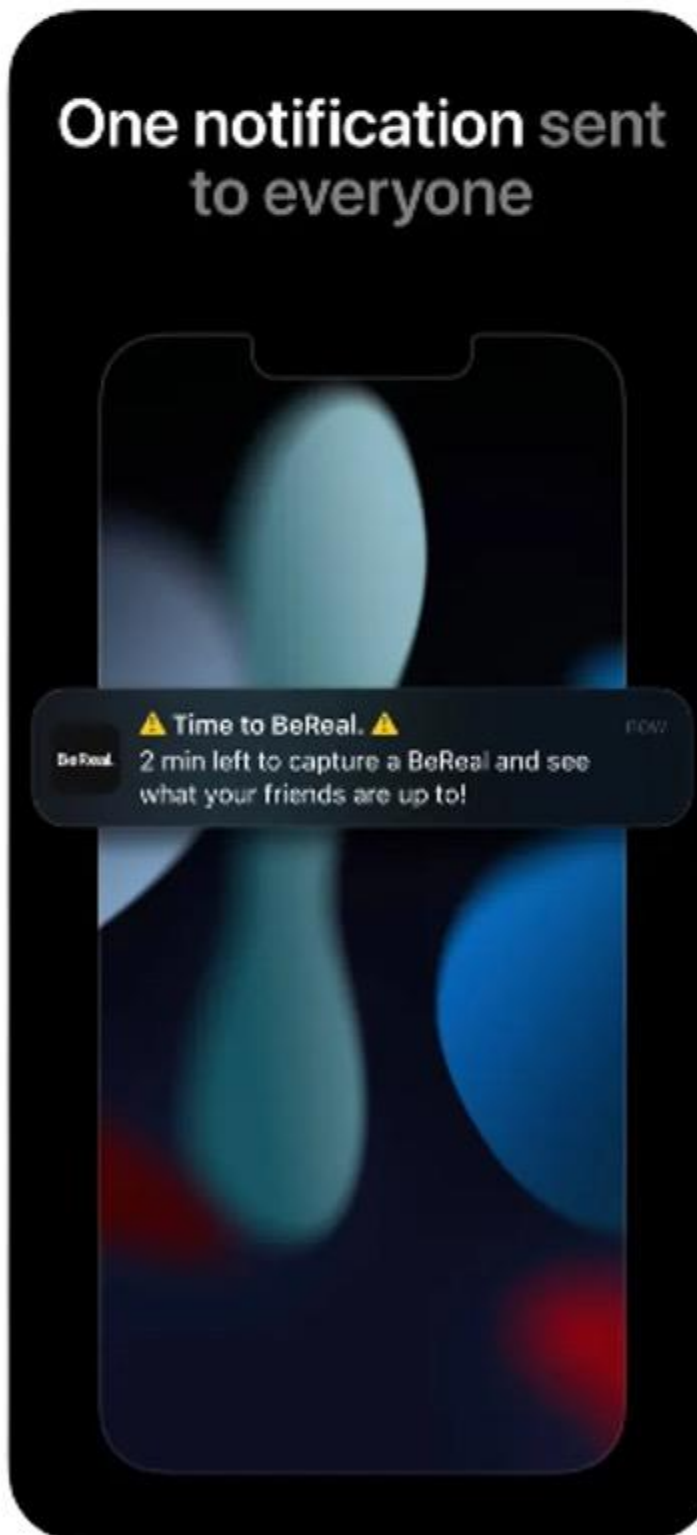 One notification sent
to everyone
⚠️ Time to BeReal. ⚠️
now
BeReal.
2 min left to capture a BeReal and see
what your friends are up to!